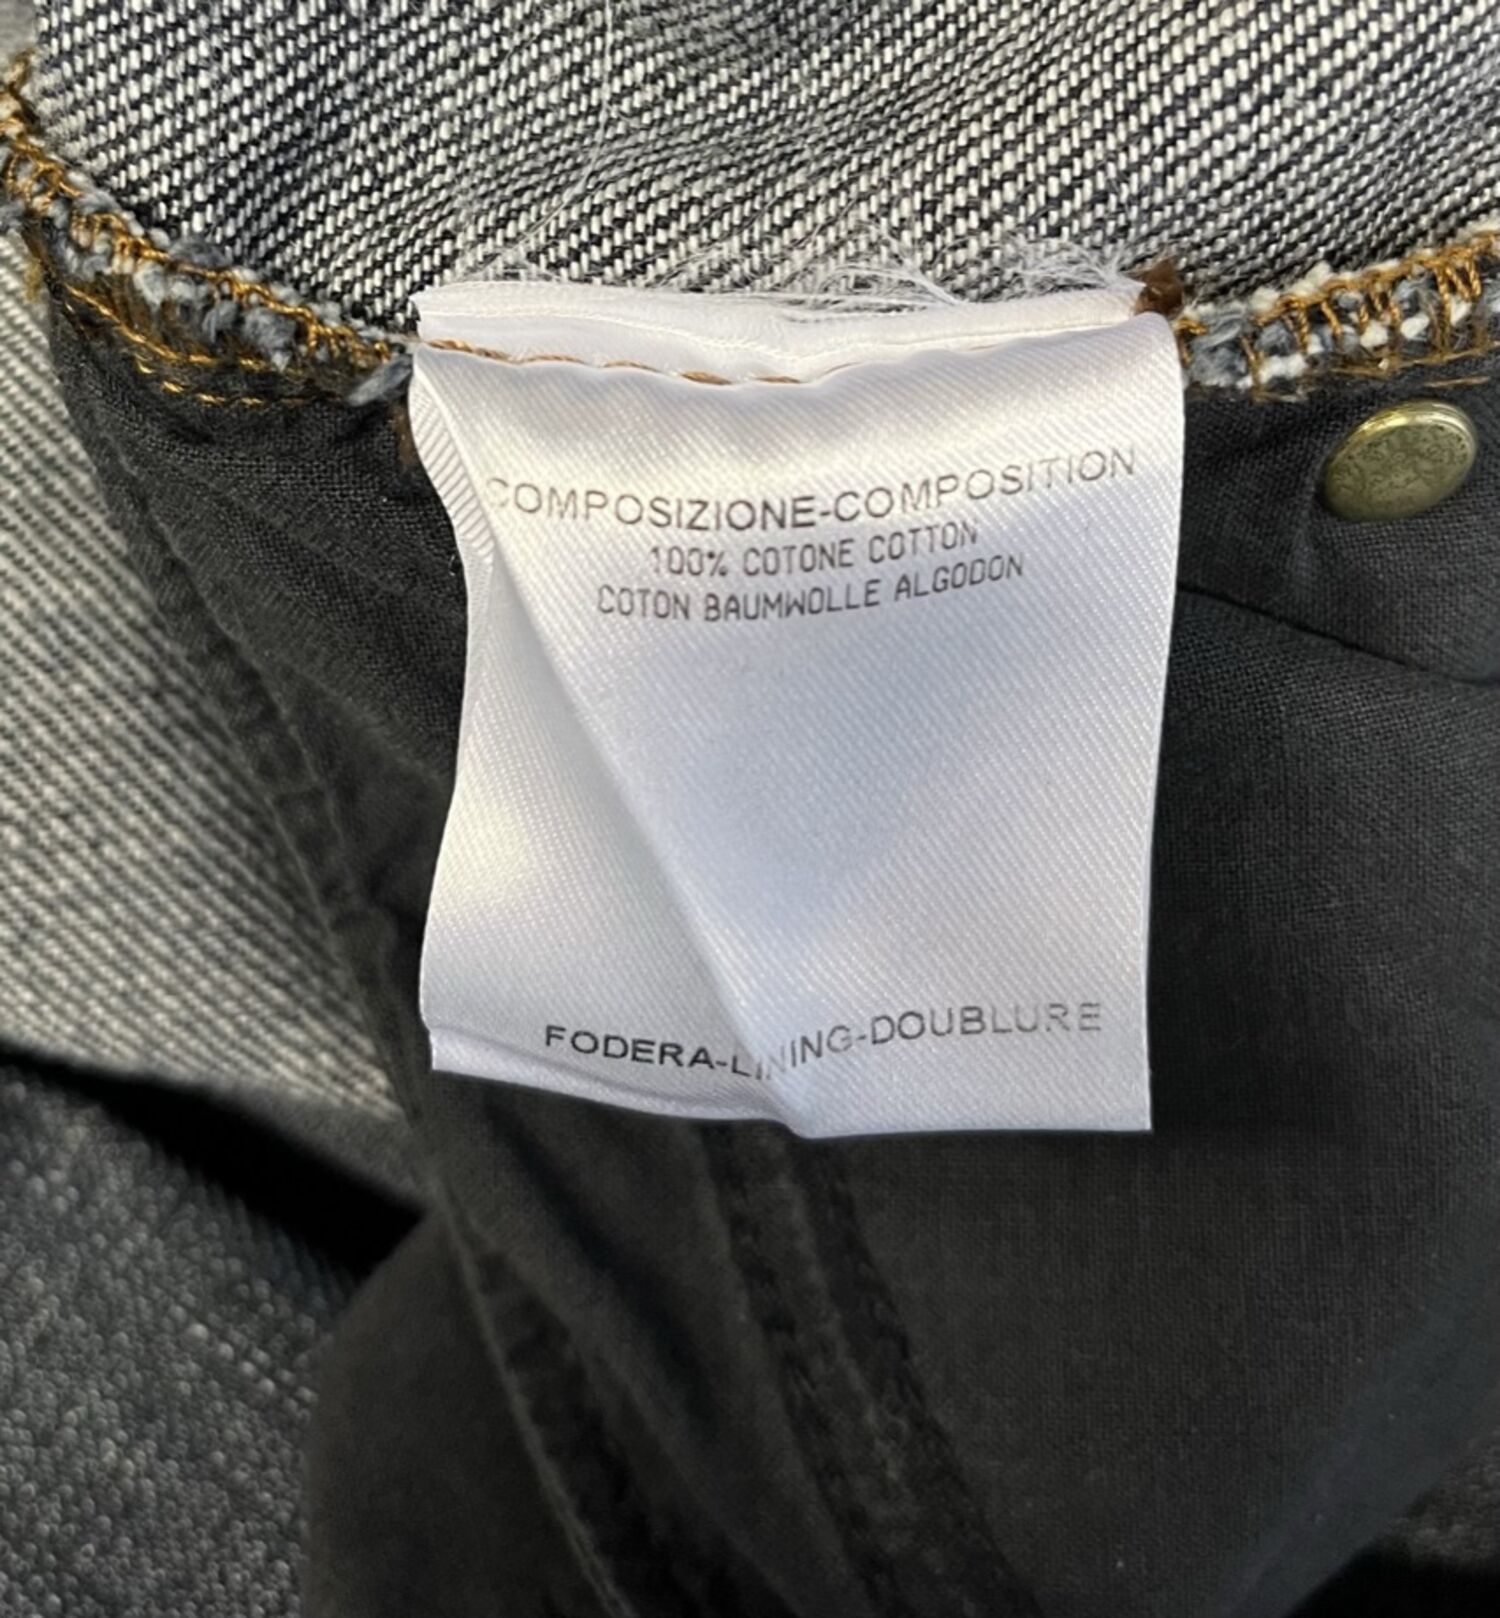 COMPOSIZIONE-COMPOSITION
100% COTONE COTTON
COTON BAUMWOLLE ALGODON
FODERA-LINING-DOUBLURE